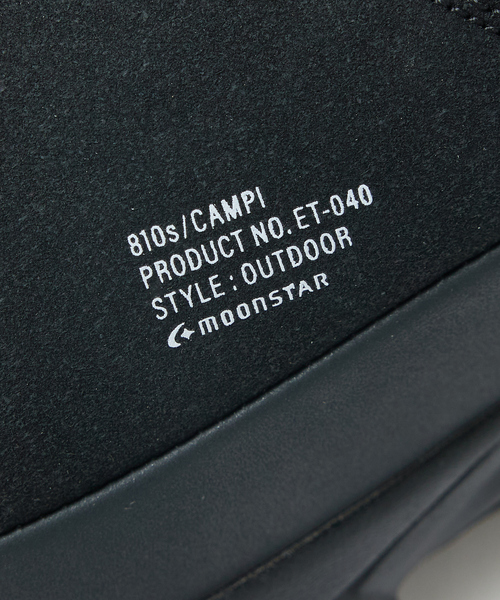 810s/CAMPI
PRODUCT NO. ET-040
STYLE : OUTDOOR
moonstar